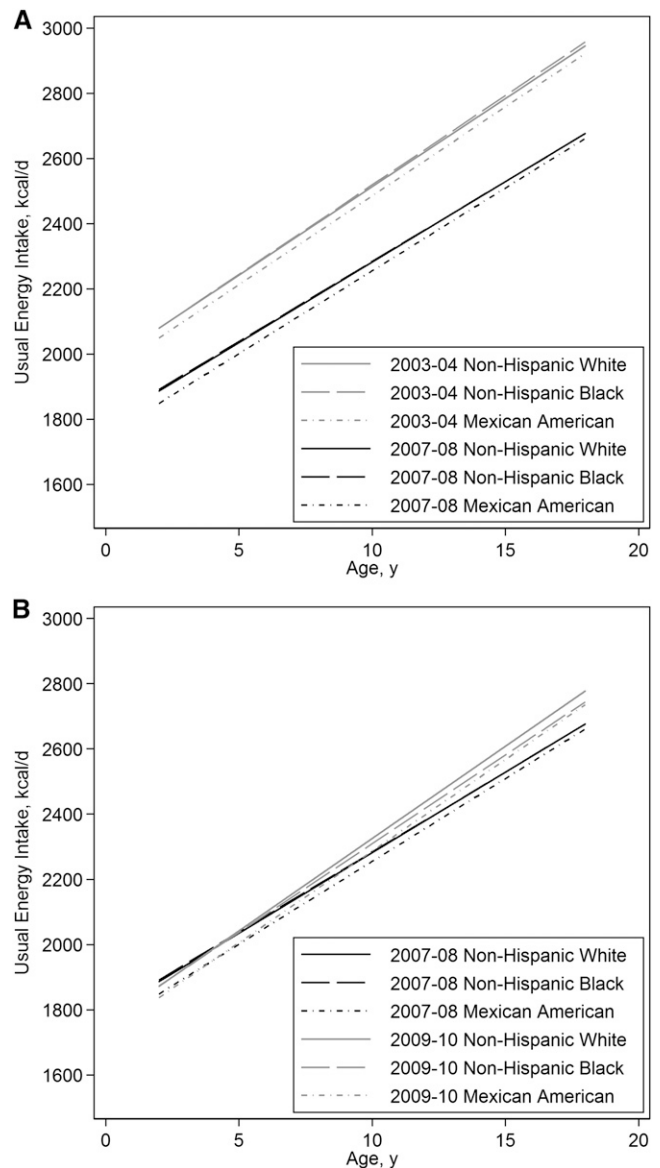 A
3000
2800
2600
2400
2200
2000
1800
1600
Usual Energy Intake, kcal/d
2003-04 Non-Hispanic White
2003-04 Non-Hispanic Black
2003-04 Mexican American
2007-08 Non-Hispanic White
2007-08 Non-Hispanic Black
2007-08 Mexican American
0 5 10 15 20
Age, y
B
3000
2800
2600
2400
2200
2000
1800
1600
Usual Energy Intake, kcal/d
2007-08 Non-Hispanic White
2007-08 Non-Hispanic Black
2007-08 Mexican American
2009-10 Non-Hispanic White
2009-10 Non-Hispanic Black
2009-10 Mexican American
0 5 10 15 20
Age, y